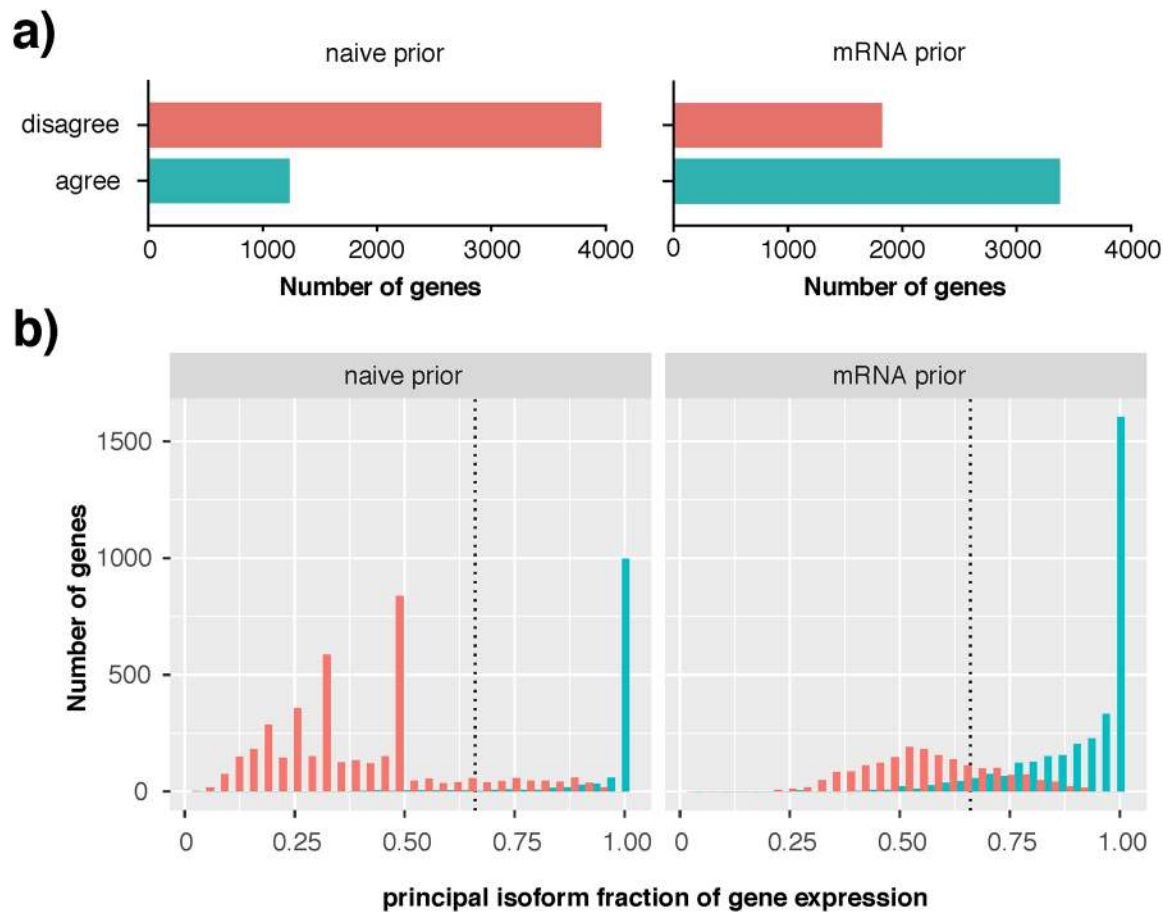 a)
naive prior
mRNA prior
disagree
agree
0 1000 2000 3000 4000
0 1000 2000 3000 4000
Number of genes
Number of genes
b)
naive prior
mRNA prior
Number of genes
1500
1000
500
0
0 0.25 0.50 0.75 1.00
0 0.25 0.50 0.75 1.00
principal isoform fraction of gene expression